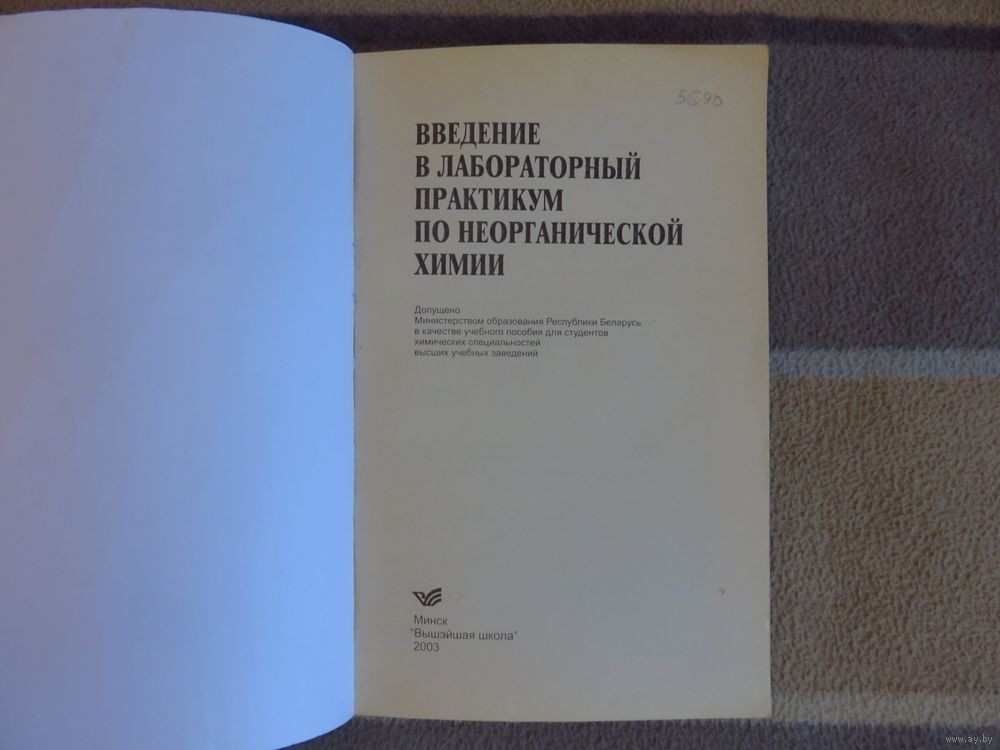 5690
ВВЕДЕНИЕ
В ЛАБОРАТОРНЫЙ
ПРАКТИКУМ
ПО НЕОРГАНИЧЕСКОЙ
ХИМИИ
Допущено
Министерством образования Республики Беларусь
в качестве учебного пособия для студентов
химических специальностей
высших учебных заведений
Минск
"Вышэйшая школа"
2003
www.ay.by